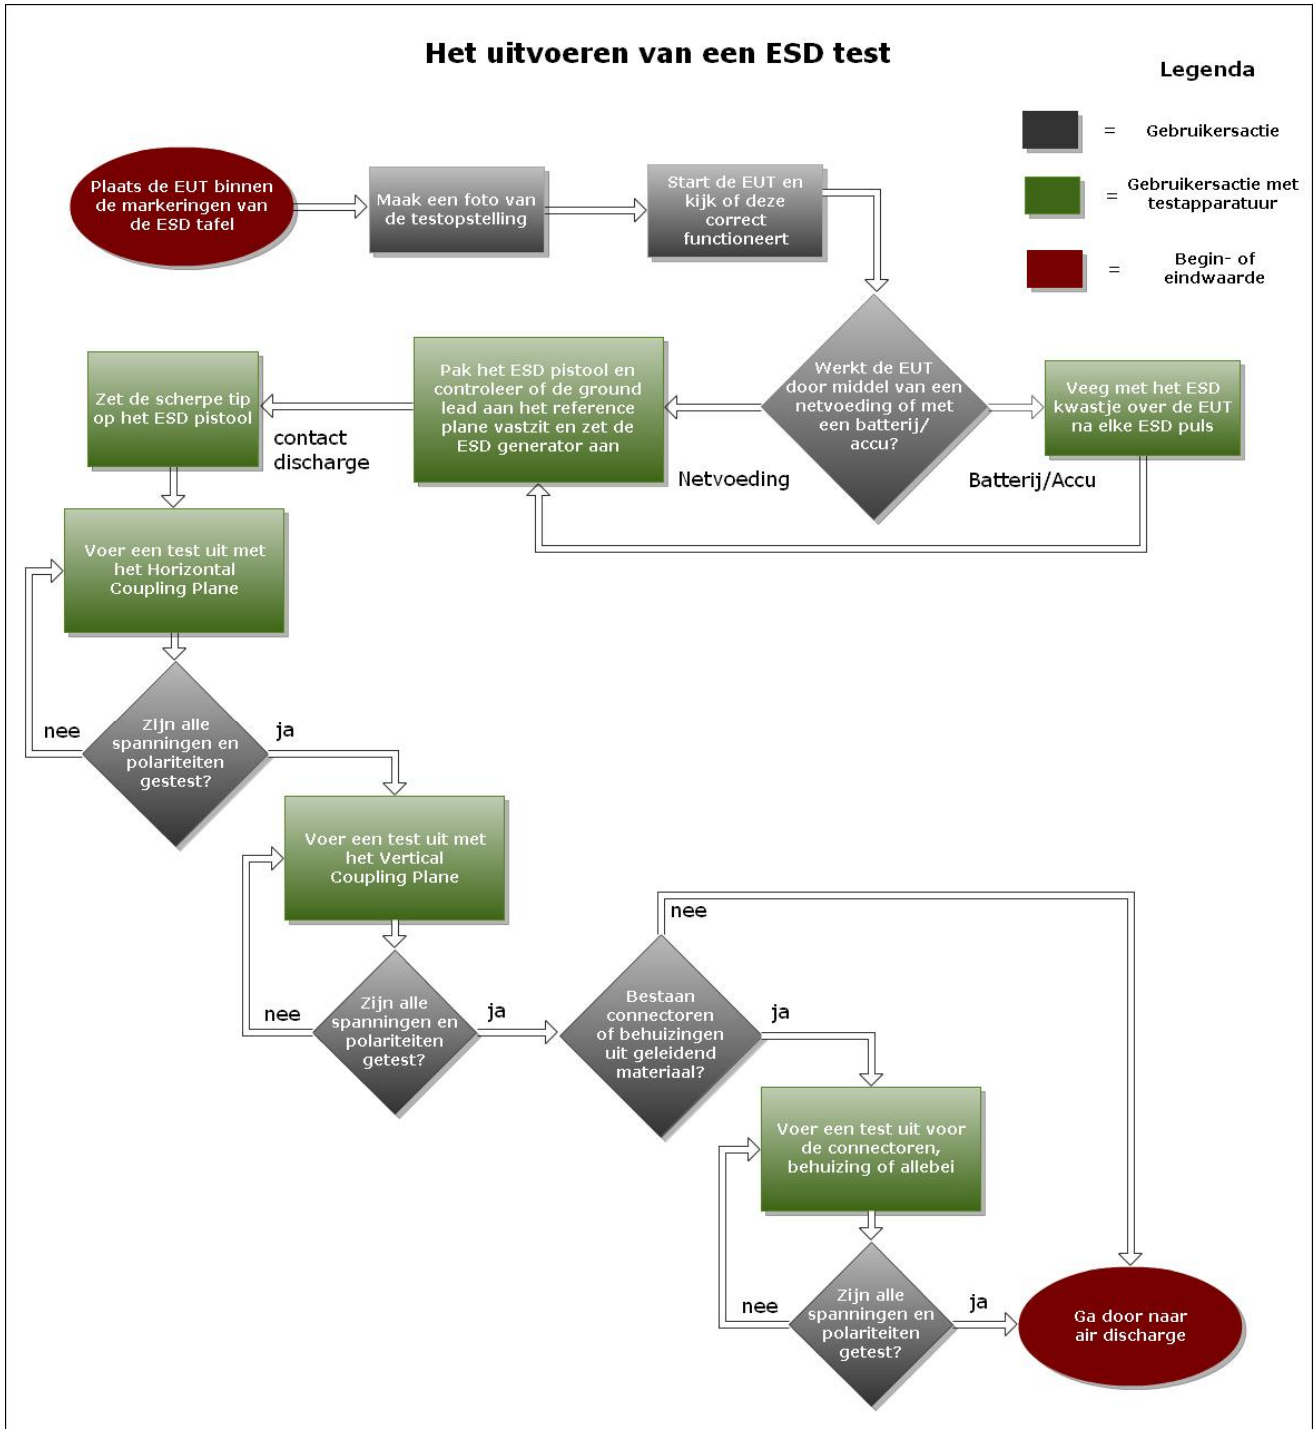 Het uitvoeren van een ESD test
Legenda
=
Gebruikersactie
=
Gebruikersactie met
testapparatuur
=
Begin- of
eindwaarde
Plaats de EUT binnen
de markeringen van
de ESD tafel
Maak een foto van
de testopstelling
Start de EUT en
kijk of deze
correct
functioneert
Werkt de EUT
door middel van een
netvoeding of met
een batterij/
accu?
Netvoeding
Batterij/Accu
Veeg met het ESD
kwastje over de EUT
na elke ESD puls
Pak het ESD pistool en
controleer of de ground
lead aan het reference
plane vastzit en zet de
ESD generator aan
contact
discharge
Zet de scherpe tip
op het ESD pistool
Voer een test uit met
het Horizontal
Coupling Plane
Zijn alle
spanningen en
polariteiten
gestest?
nee
ja
Voer een test uit met
het Vertical
Coupling Plane
Zijn alle
spanningen en
polariteiten
getest?
nee
ja
Bestaan
connectoren
of behuizingen
uit geleidend
materiaal?
nee
ja
Voer een test uit voor
de connectoren,
behuizing of allebei
Zijn alle
spanningen en
polariteiten
getest?
nee
ja
Ga door naar
air discharge